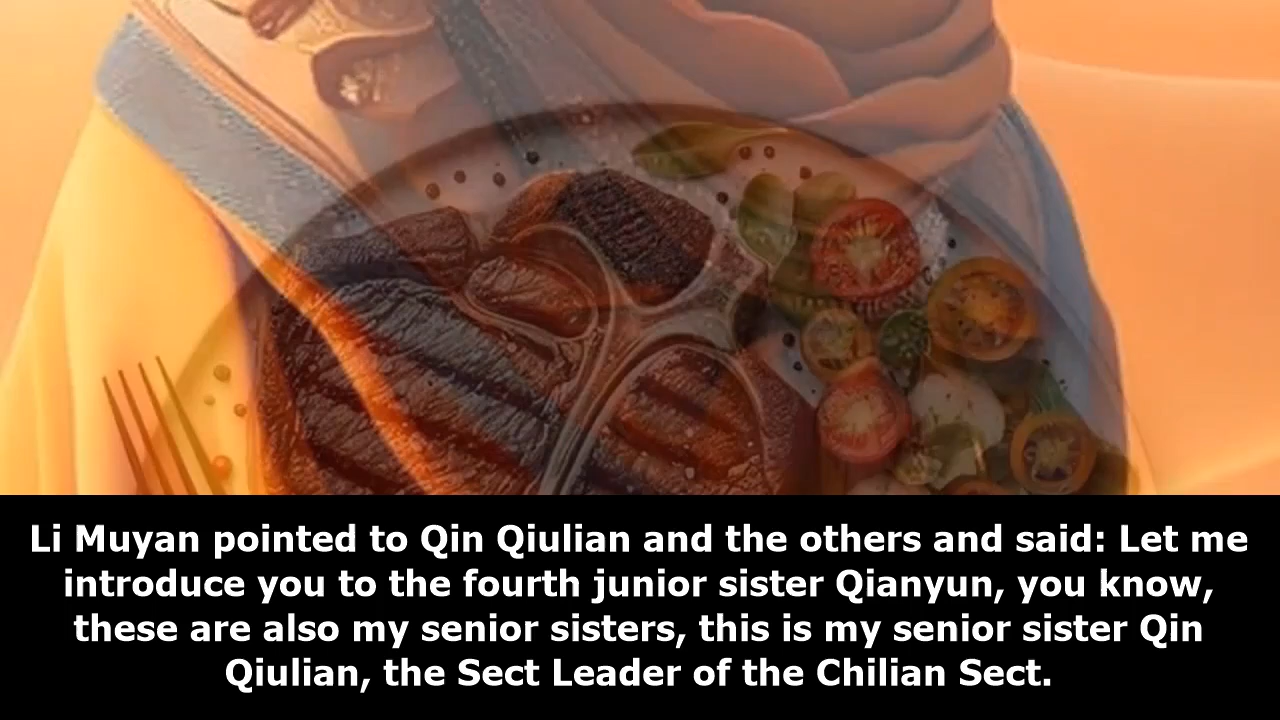 Li Muyan pointed to Qin Qiulian and the others and said: Let me
introduce you to the fourth junior sister Qianyun, you know,
these are also my senior sisters, this is my senior sister Qin
Qiulian, the Sect Leader of the Chilian Sect.